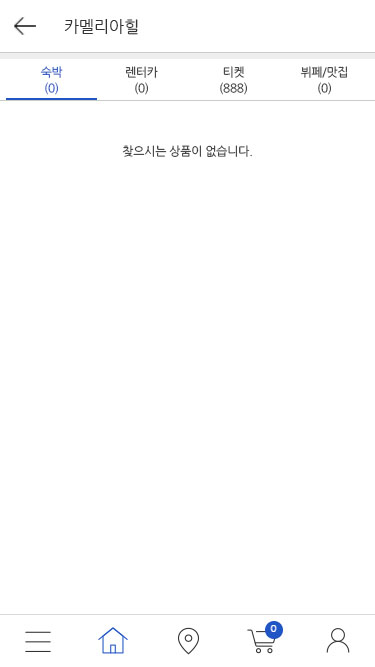 카멜리아힐
숙박
(0)
렌터카
(0)
티켓
(888)
뷔페/맛집
(0)
찾으시는 상품이 없습니다.
0